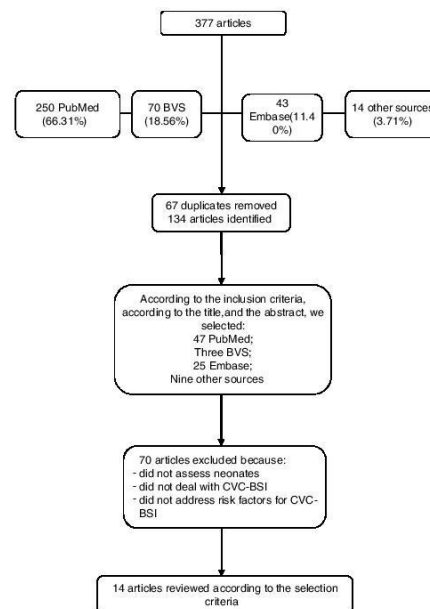 377 articles
250 PubMed
(66.31%)
70 BVS
(18.56%)
43
Embase(11.4
0%)
14 other sources
(3.71%)
67 duplicates removed
134 articles identified
According to the inclusion criteria,
according to the title,and the abstract, we
selected:
47 PubMed;
Three BVS;
25 Embase;
Nine other sources
70 articles excluded because:
- did not assess neonates
- did not deal with CVC-BSI
- did not address risk factors for CVC-
BSI
14 articles reviewed according to the selection
criteria